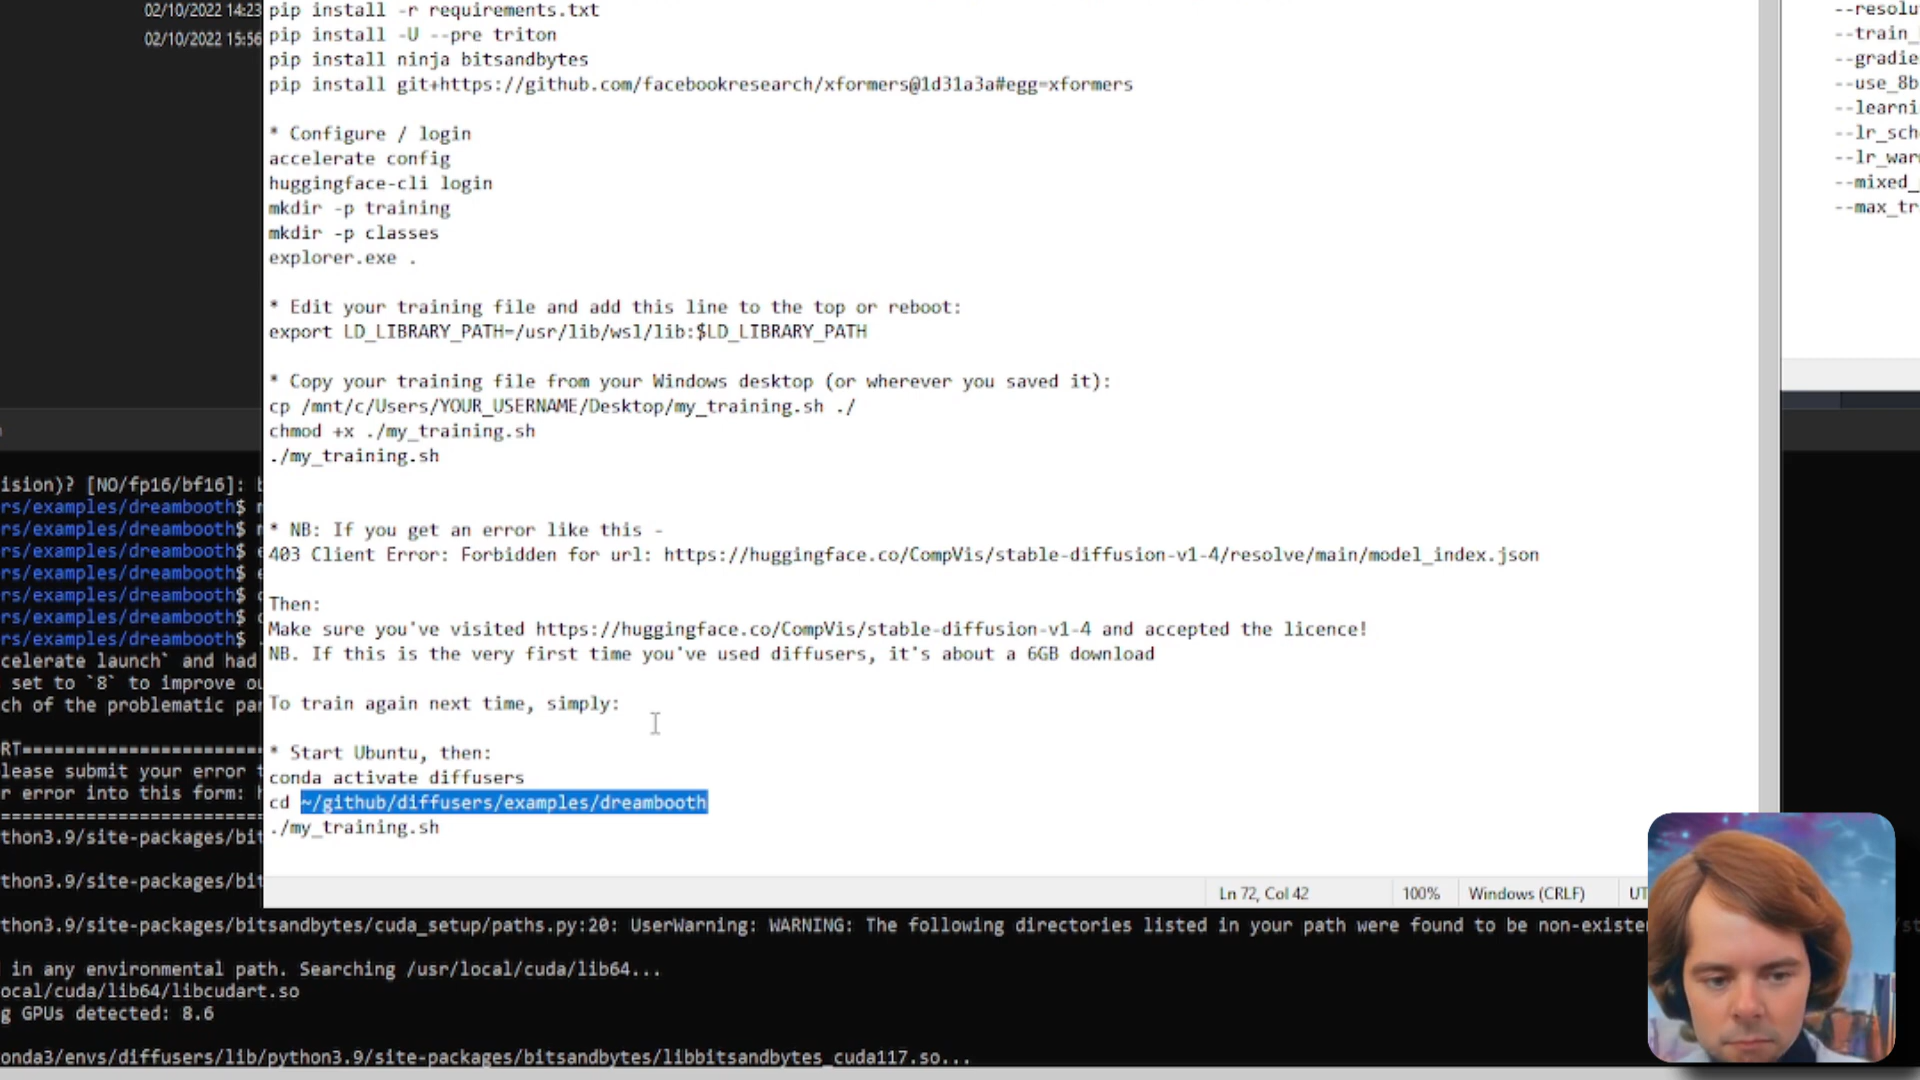 02/10/2022 14:23
02/10/2022 15:56
pip install -r requirements.txt
pip install -U --pre triton
pip install ninja bitsandbytes
pip install git+https://github.com/facebookresearch/xformers@1d31a3a#egg=xformers
* Configure / login
accelerate config
huggingface-cli login
mkdir -p training
mkdir -p classes
explorer.exe .
* Edit your training file and add this line to the top or reboot:
export LD_LIBRARY_PATH=/usr/lib/wsl/lib:$LD_LIBRARY_PATH
* Copy your training file from your Windows desktop (or wherever you saved it):
cp /mnt/c/Users/YOUR_USERNAME/Desktop/my_training.sh ./
chmod +x ./my_training.sh
./my_training.sh
* NB: If you get an error like this -
403 Client Error: Forbidden for url: https://huggingface.co/CompVis/stable-diffusion-v1-4/resolve/main/model_index.json
Then:
Make sure you've visited https://huggingface.co/CompVis/stable-diffusion-v1-4 and accepted the licence!
NB. If this is the very first time you've used diffusers, it's about a 6GB download
To train again next time, simply:
* Start Ubuntu, then:
conda activate diffusers
cd ~/github/diffusers/examples/dreambooth
./my_training.sh
Ln 72, Col 42
100%
Windows (CRLF)
UT
--resolu
--train_
--gradie
--use_8b
--learni
--lr_sch
--lr_war
--mixed_
--max_tr
ision)? [NO/fp16/bf16]: b
rs/examples/dreambooth$
rs/examples/dreambooth$
rs/examples/dreambooth$
rs/examples/dreambooth$
rs/examples/dreambooth$
rs/examples/dreambooth$
rs/examples/dreambooth$ .
celerate launch` and had
set to `8` to improve ou
ch of the problematic par
RT======================
lease submit your error t
r error into this form: h
========================
thon3.9/site-packages/bit
thon3.9/site-packages/bit
thon3.9/site-packages/bitsandbytes/cuda_setup/paths.py:20: UserWarning: WARNING: The following directories listed in your path were found to be non-existe
in any environmental path. Searching /usr/local/cuda/lib64...
ocal/cuda/lib64/libcudart.so
g GPUs detected: 8.6
onda3/envs/diffusers/lib/python3.9/site-packages/bitsandbytes/libbitsandbytes_cuda117.so...